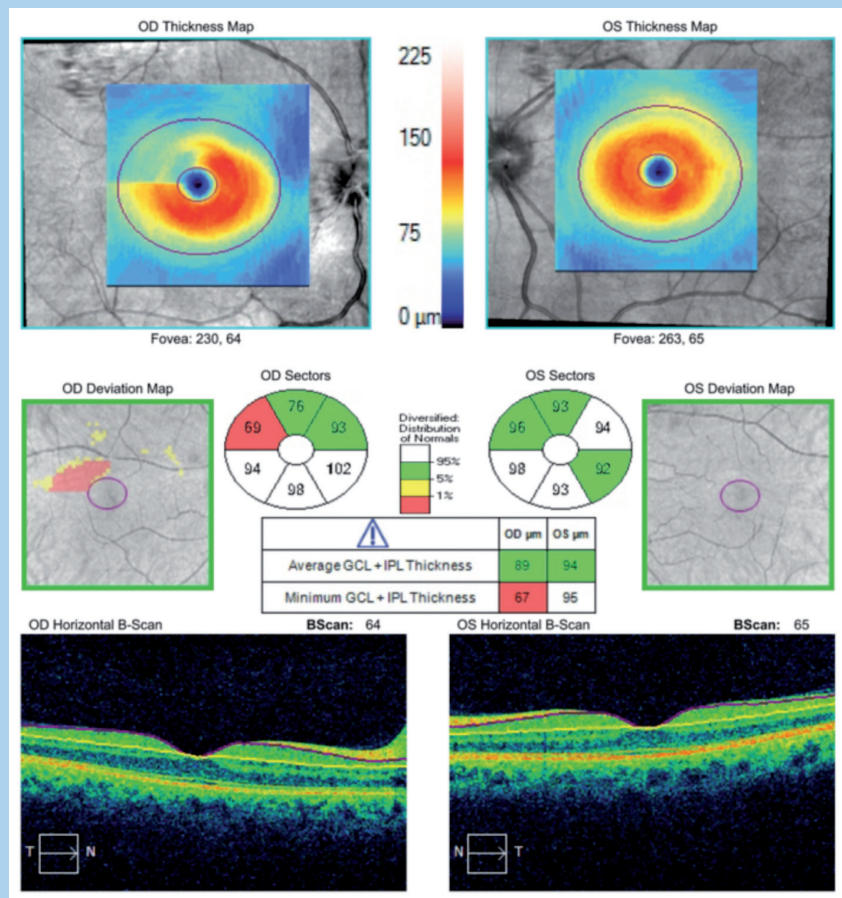 OD Thickness Map
OS Thickness Map
225
150
75
0 µm
Fovea: 230, 64
Fovea: 263, 65
OD Deviation Map
OD Sectors
OS Sectors
OS Deviation Map
76
69
93
94
102
98
Diversified:
Distribution
of Normals
95%
5%
1%
93
96
94
98
92
93
OD µm
OS µm
Average GCL + IPL Thickness
89
94
Minimum GCL + IPL Thickness
67
95
OD Horizontal B-Scan
BScan: 64
OS Horizontal B-Scan
BScan: 65
T
N
N
T